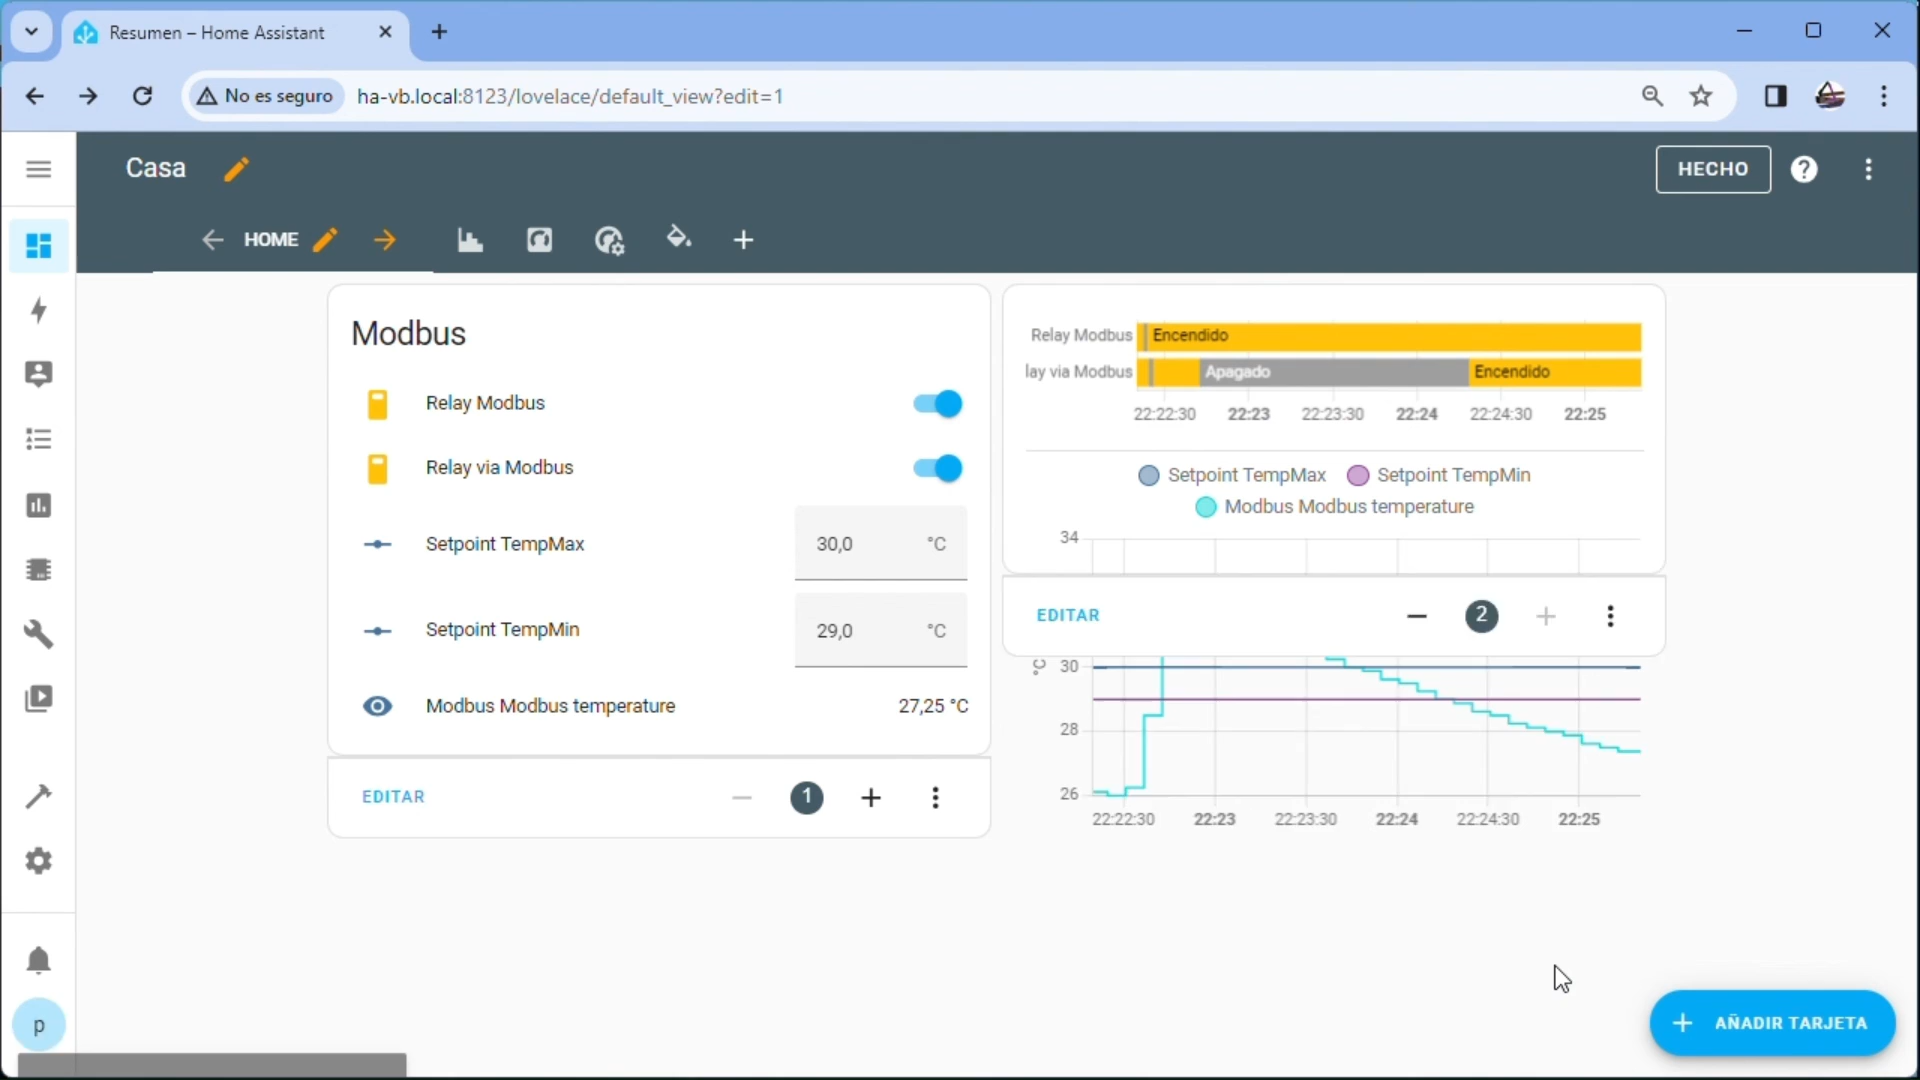 Resumen – Home Assistant
No es seguro
ha-vb.local:8123/lovelace/default_view?edit=1
Casa
HECHO
HOME
Modbus
Relay Modbus
Relay via Modbus
Setpoint TempMax
30,0 °C
Setpoint TempMin
29,0 °C
Modbus Modbus temperature
27,25 °C
EDITAR
1
Relay Modbus
Encendido
lay via Modbus
Apagado
Encendido
22:22:30 22:23 22:23:30 22:24 22:24:30 22:25
Setpoint TempMax
Setpoint TempMin
Modbus Modbus temperature
34
EDITAR
2
°C
30
28
26
22:22:30 22:23 22:23:30 22:24 22:24:30 22:25
p
AÑADIR TARJETA